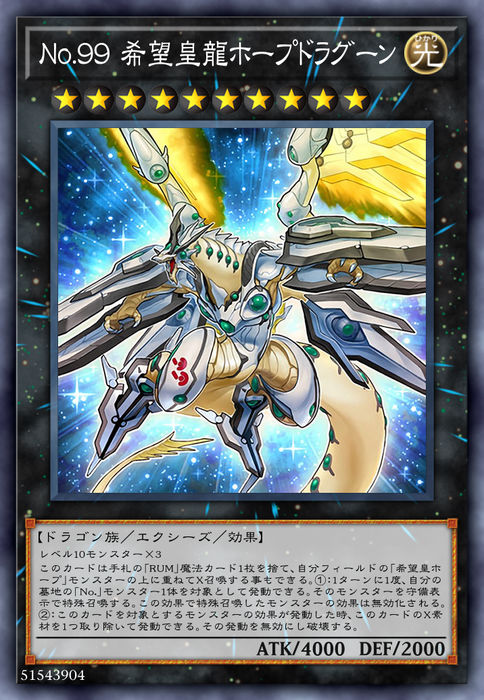 No.99 希望皇龍ホープドラグーン
ひかり
光
【ドラゴン族／エクシーズ／効果】
レベル10モンスター×3
このカードは手札の「RUM」魔法カード1枚を捨て、自分フィールドの「希望皇ホ
ープ」モンスターの上に重ねてX召喚する事もできる。①:1ターンに1度、自分の
墓地の「No.」モンスター1体を対象として発動できる。そのモンスターを守備表
示で特殊召喚する。この効果で特殊召喚したモンスターの効果は無効化される。
②:このカードを対象とするモンスターの効果が発動した時、このカードのX素
材を1つ取り除いて発動できる。その発動を無効にし破壊する。
ATK/4000 DEF/2000
51543904